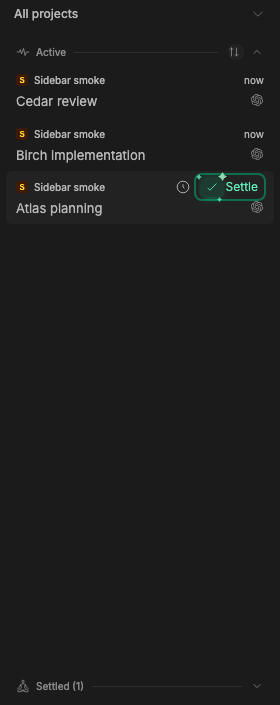 All projects
Active
S Sidebar smoke now
Cedar review
S Sidebar smoke now
Birch implementation
S Sidebar smoke Settle
Atlas planning
Settled (1)